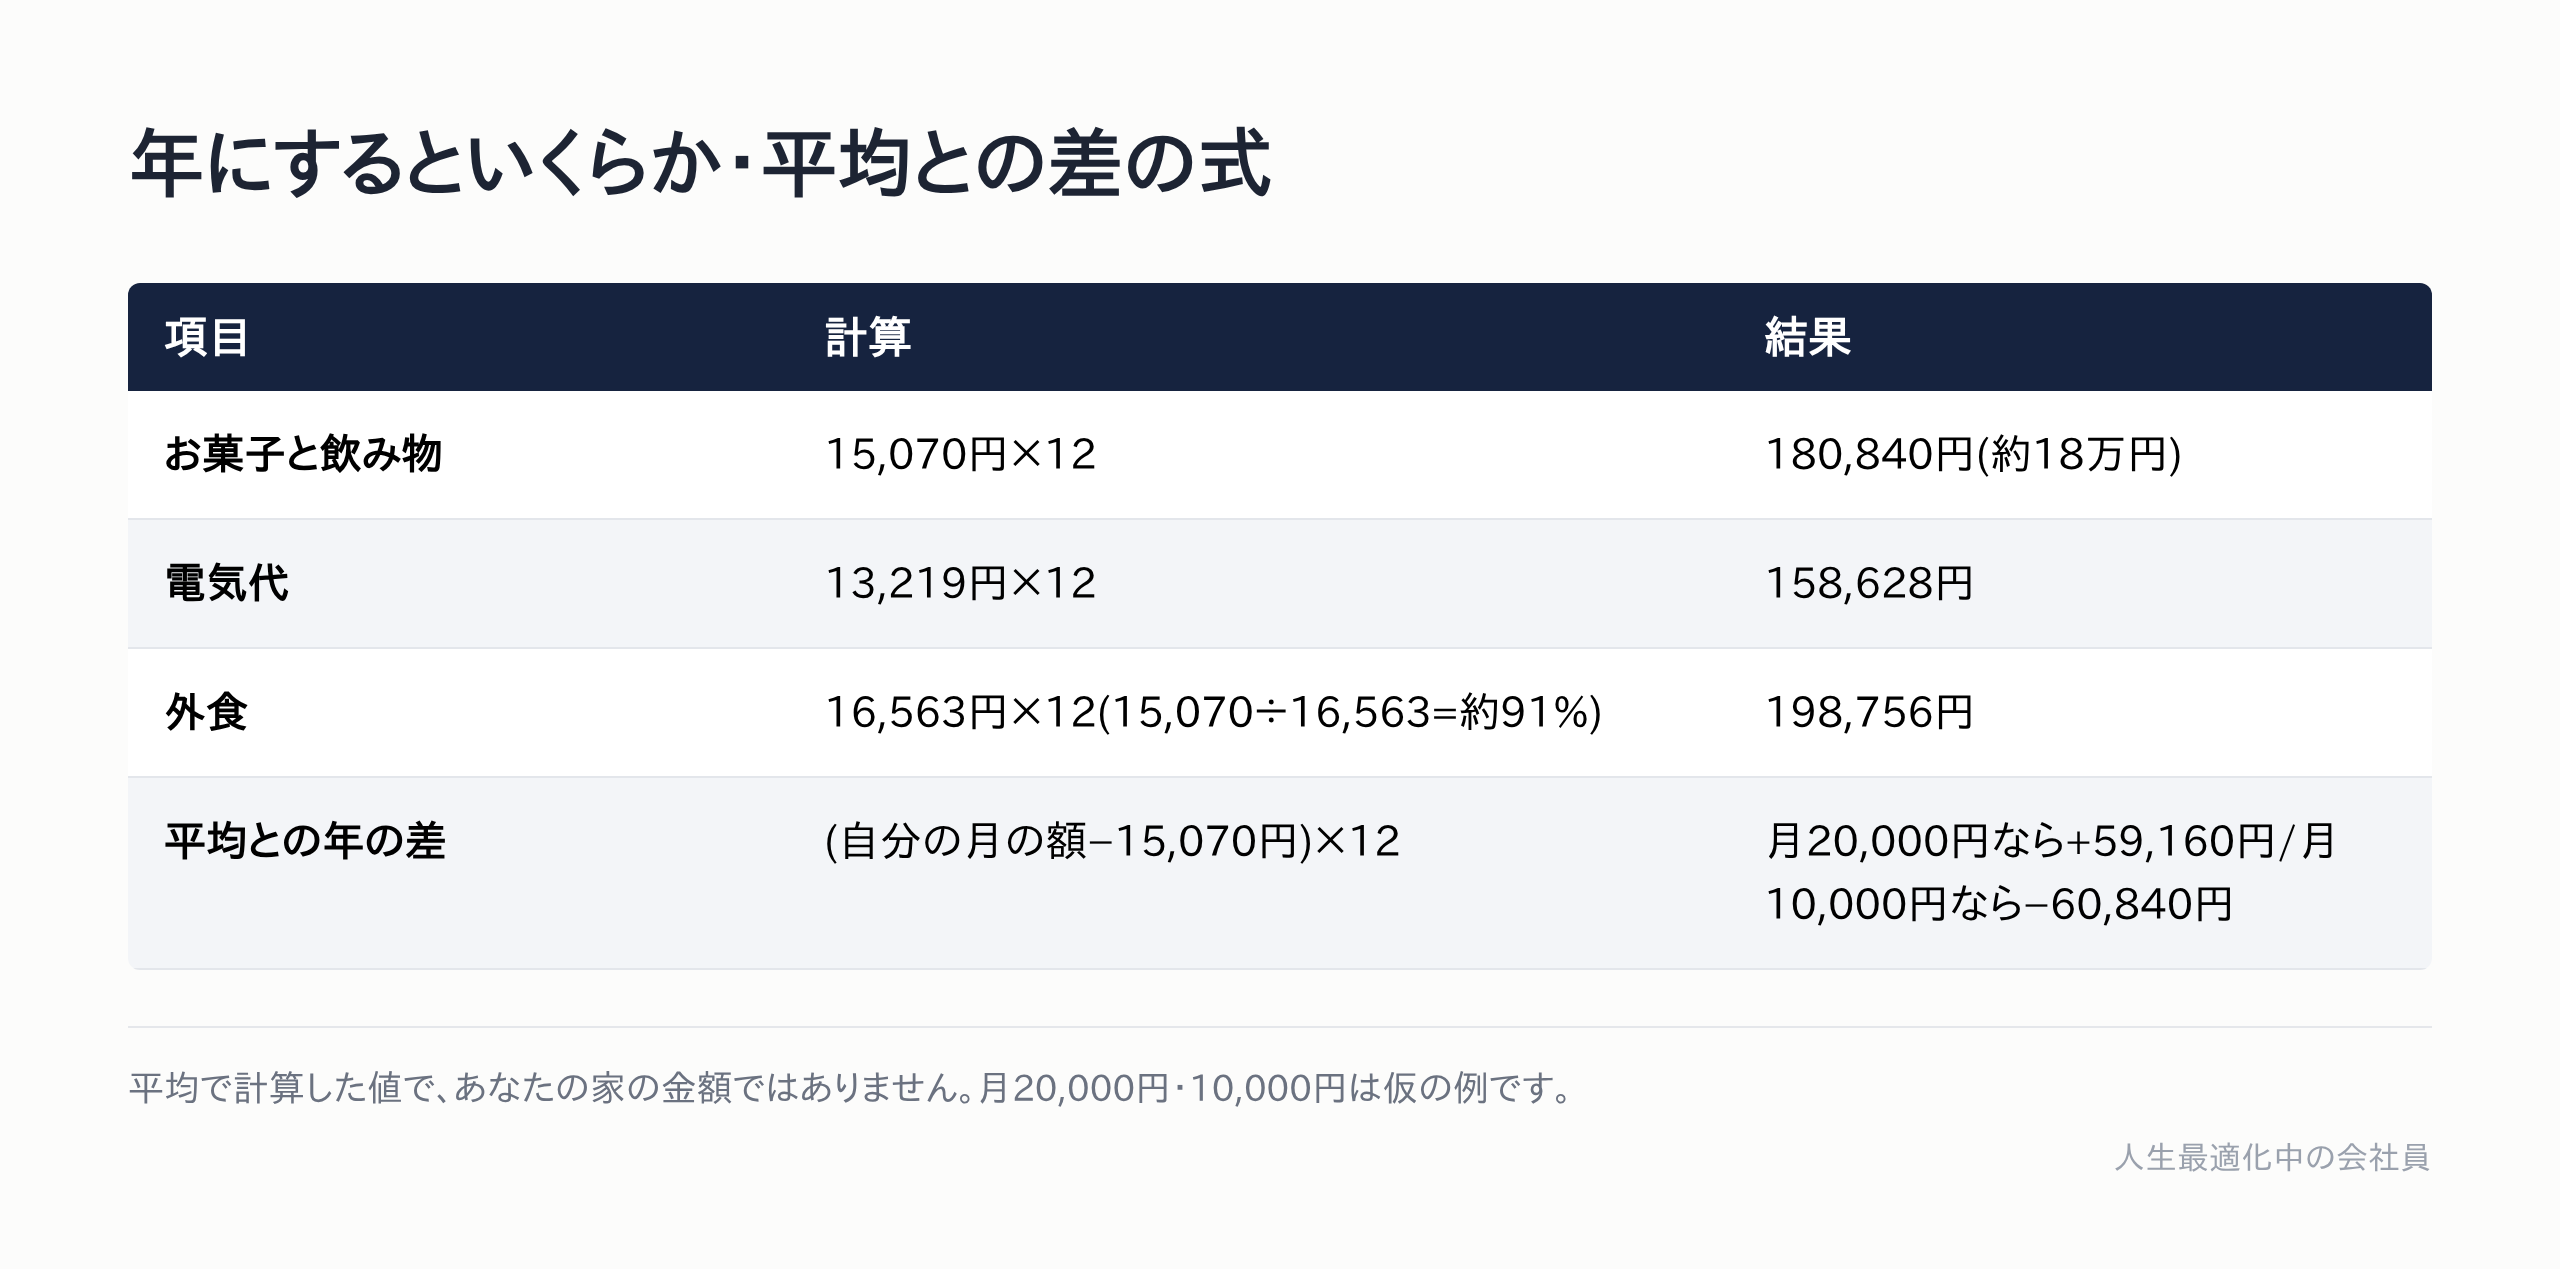 年にするといくらか・平均との差の式
項目 計算 結果
お菓子と飲み物 15,070円×12 180,840円(約18万円)
電気代 13,219円×12 158,628円
外食 16,563円×12(15,070÷16,563=約91%) 198,756円
平均との年の差 (自分の月の額−15,070円)×12 月20,000円なら+59,160円/月
10,000円なら−60,840円
平均で計算した値で、あなたの家の金額ではありません。月20,000円・10,000円は仮の例です。
人生最適化中の会社員